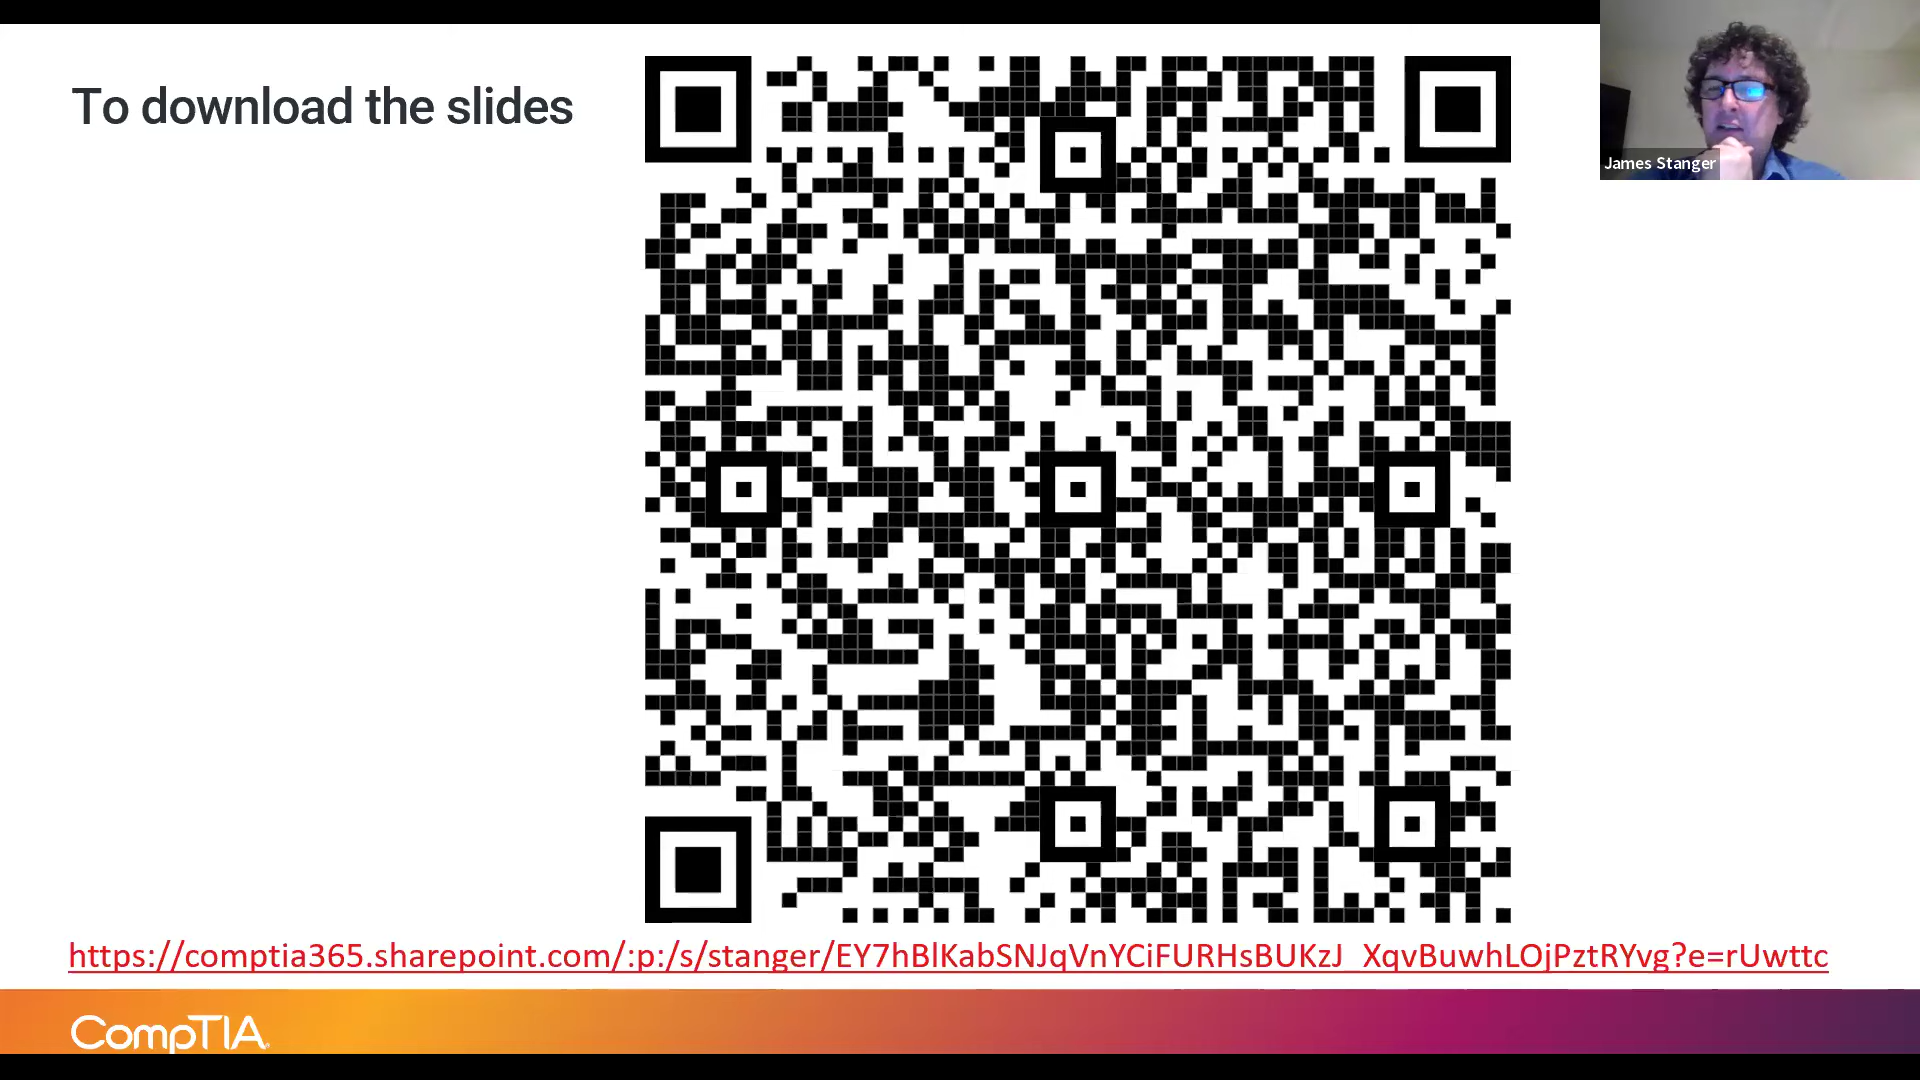 To download the slides
James Stanger
https://comptia365.sharepoint.com/:p:/s/stanger/EY7hBlKabSNJqVnYCiFURHsBUKzJ_XqvBuwhLOjPztRYvg?e=rUwttc
CompTIA.